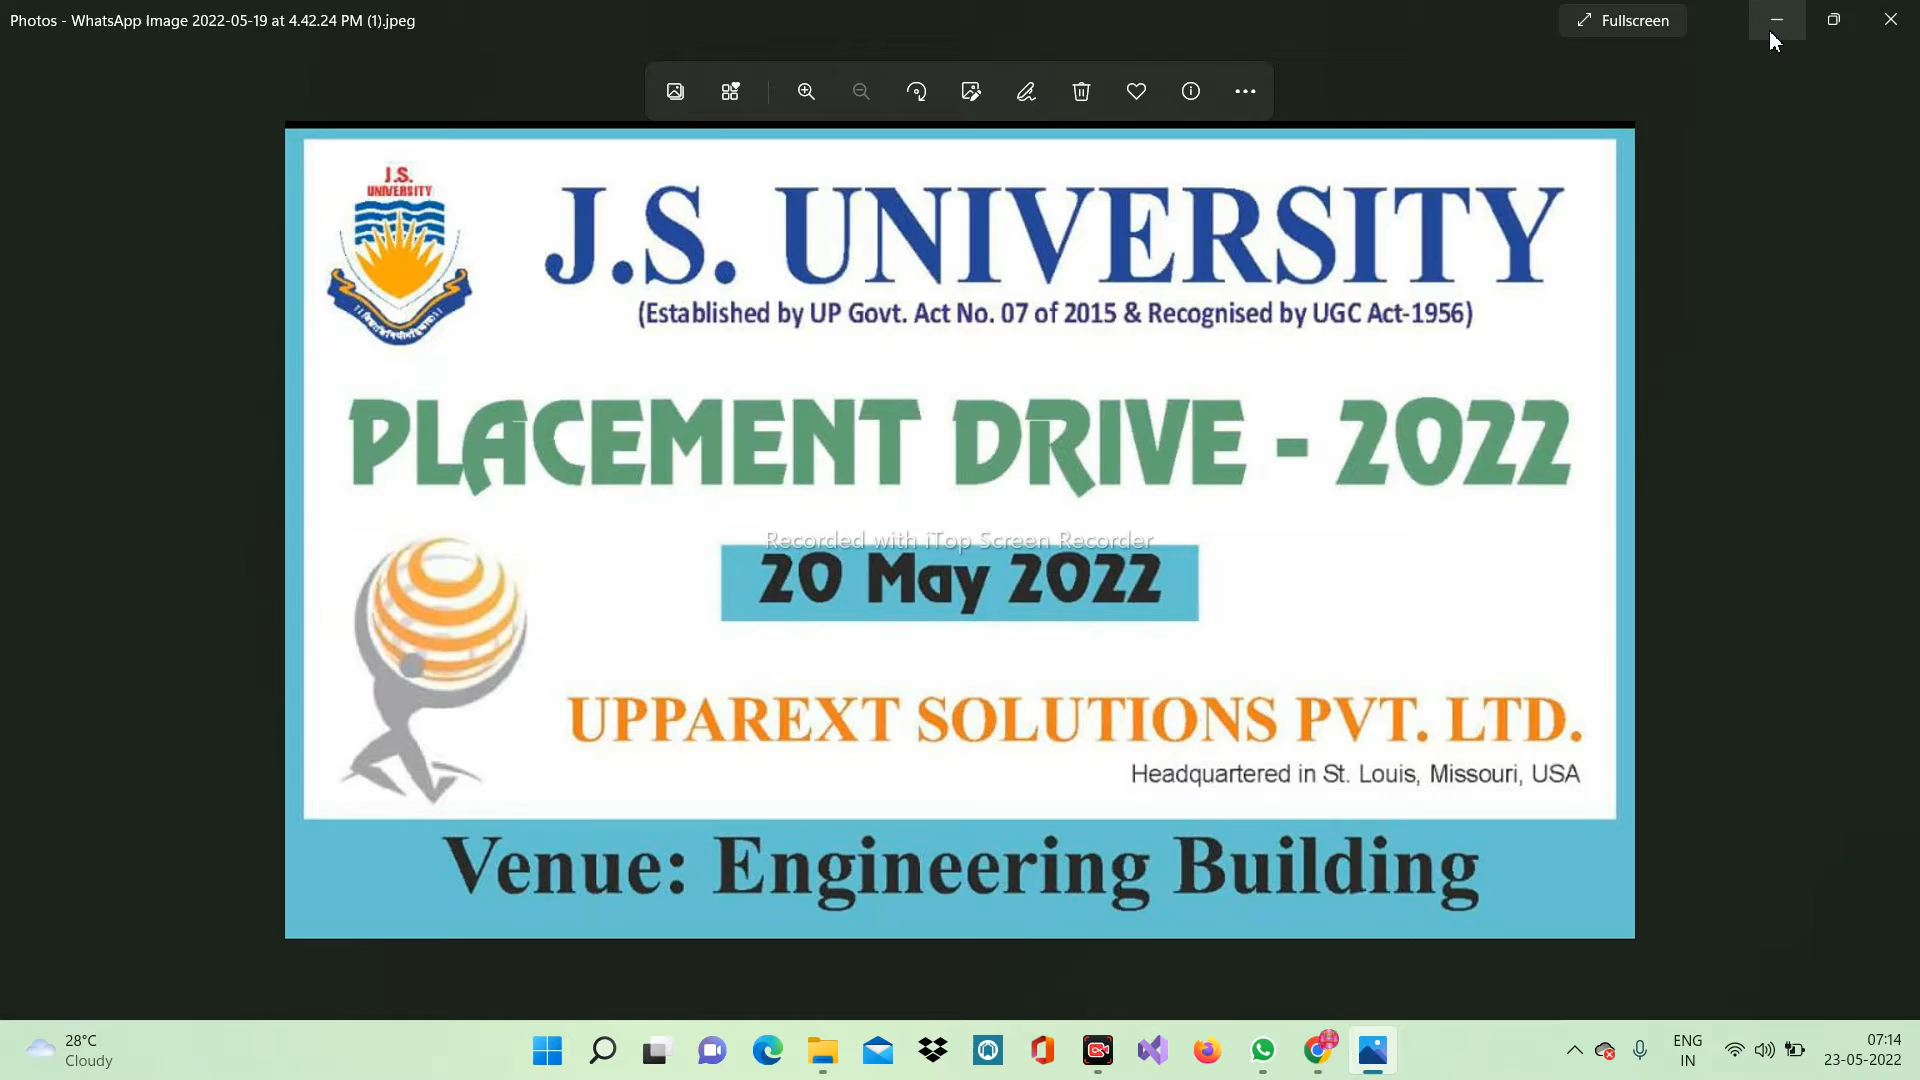 Photos - WhatsApp Image 2022-05-19 at 4.42.24 PM (1).jpeg
Fullscreen
J.S.
UNIVERSITY
J.S. UNIVERSITY
(Established by UP Govt. Act No. 07 of 2015 & Recognised by UGC Act-1956)
PLACEMENT DRIVE - 2022
Recorded with iTop Screen Recorder
20 May 2022
UPPAREXT SOLUTIONS PVT. LTD.
Headquartered in St. Louis, Missouri, USA
Venue: Engineering Building
28°C
Cloudy
ENG
IN
07:14
23-05-2022